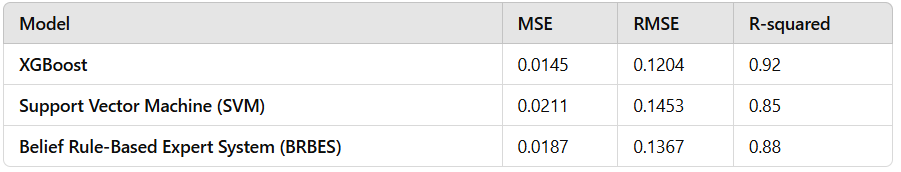 Model MSE RMSE R-squared
XGBoost 0.0145 0.1204 0.92
Support Vector Machine (SVM) 0.0211 0.1453 0.85
Belief Rule-Based Expert System (BRBES) 0.0187 0.1367 0.88